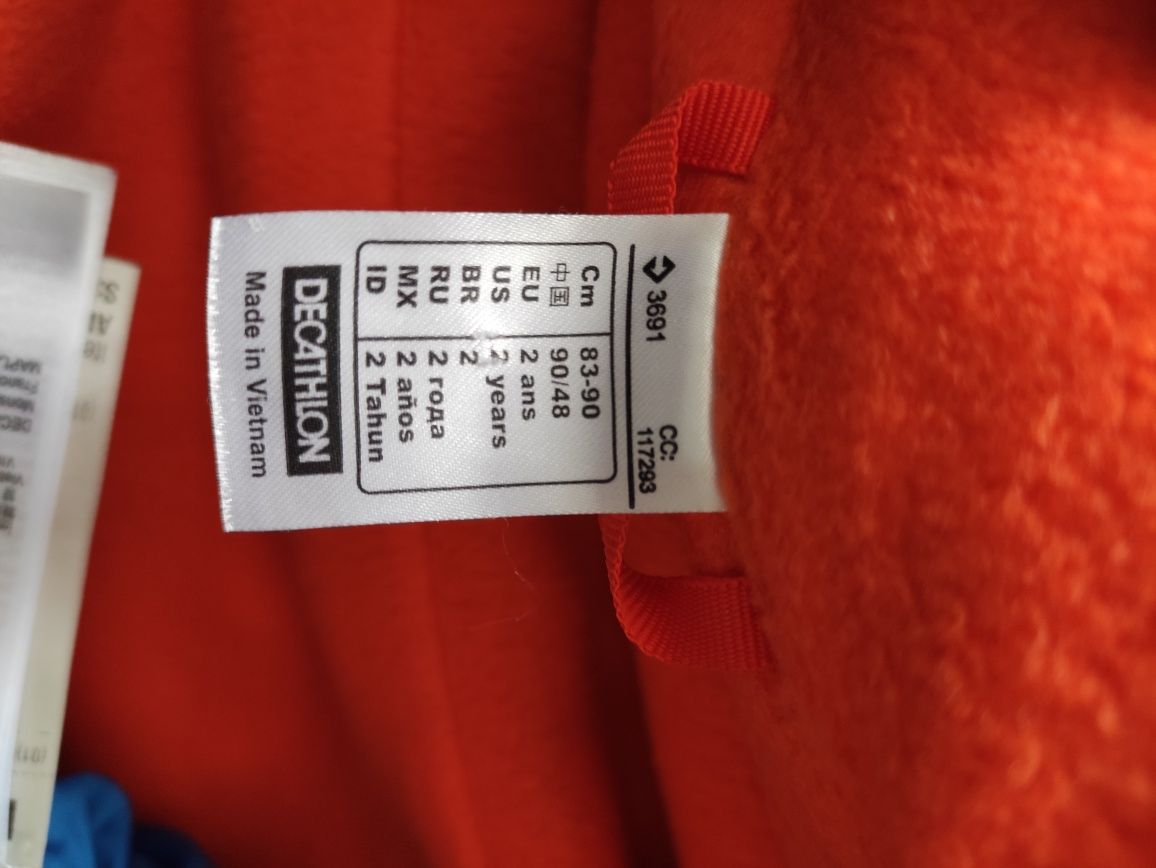 3691
CC:
117293
Cm 83-90
中国 90/48
EU 2 ans
US 2 years
BR 2
RU 2 года
MX 2 años
ID 2 Tahun
DECATHLON
Made in Vietnam